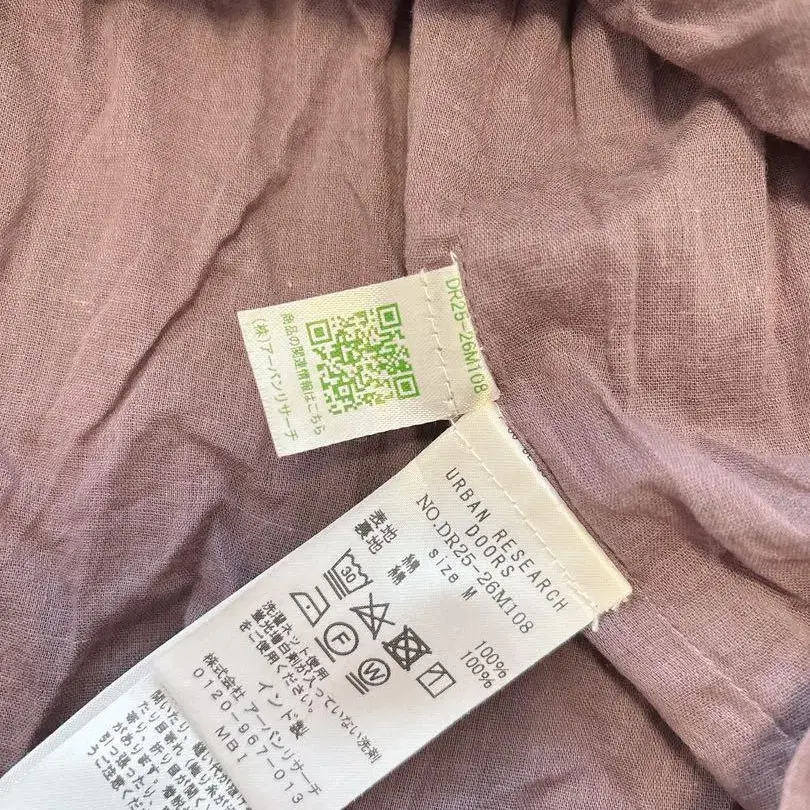 DR25-26M108
商品の関連情報はこちら
(株)アーバンリサーチ
URBAN RESEARCH
DOORS
NO.DR25-26M108
size M
表地 綿 100%
裏地 綿 100%
30
F
W
洗濯ネット使用
蛍光増白剤が入っていない洗剤
をご使用ください。
インド製
株式会社 アーバンリサーチ
0120-967-013
MBI